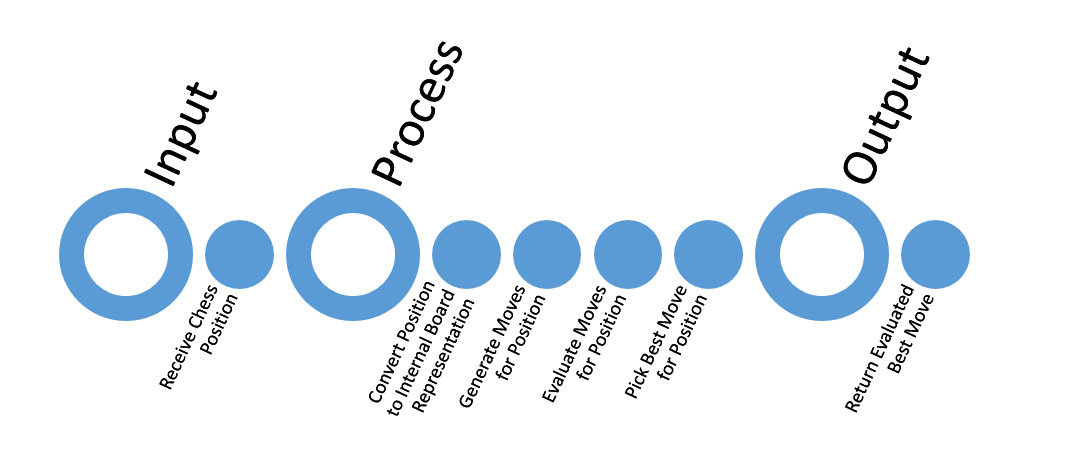 Input
Receive Chess
Position
Process
Convert Position
to Internal Board
Representation
Generate Moves
for Position
Evaluate Moves
for Position
Pick Best Move
for Position
Output
Return Evaluated
Best Move